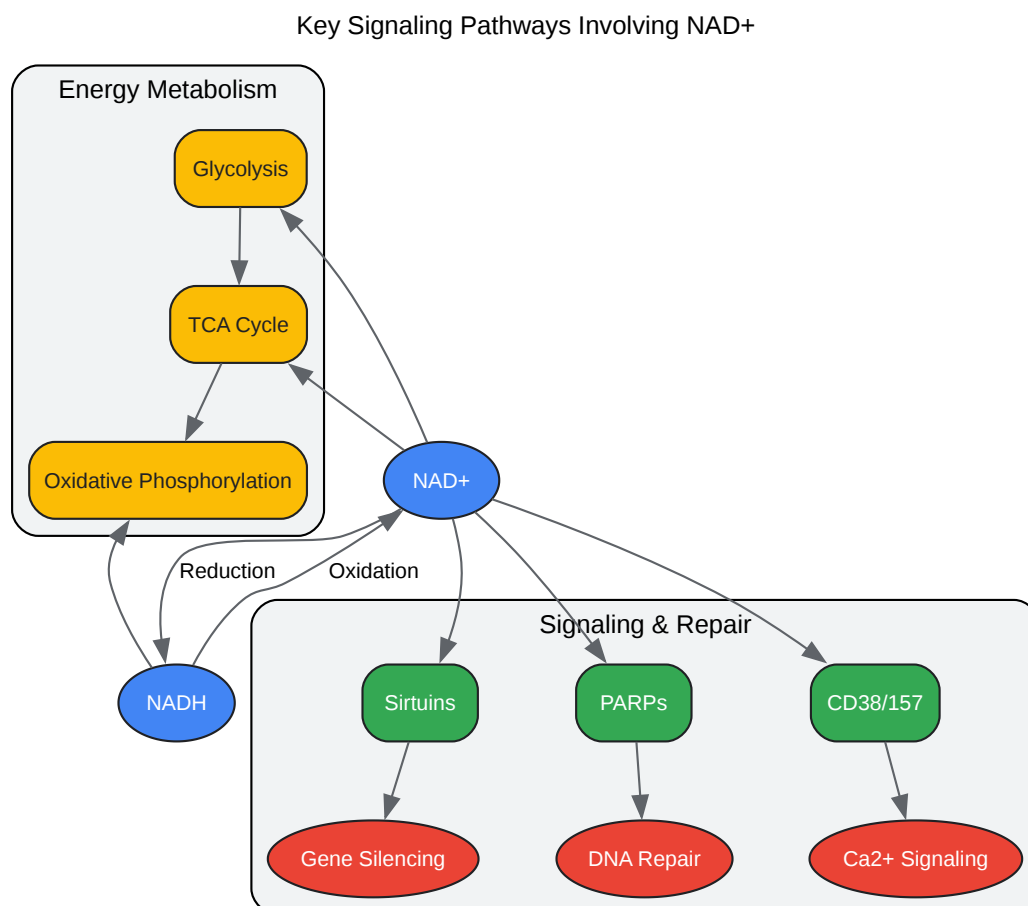 Key Signaling Pathways Involving NAD+
Energy Metabolism
Glycolysis
TCA Cycle
Oxidative Phosphorylation
NAD+
Reduction
Oxidation
Signaling & Repair
NADH
Sirtuins
PARPs
CD38/157
Gene Silencing
DNA Repair
Ca2+ Signaling